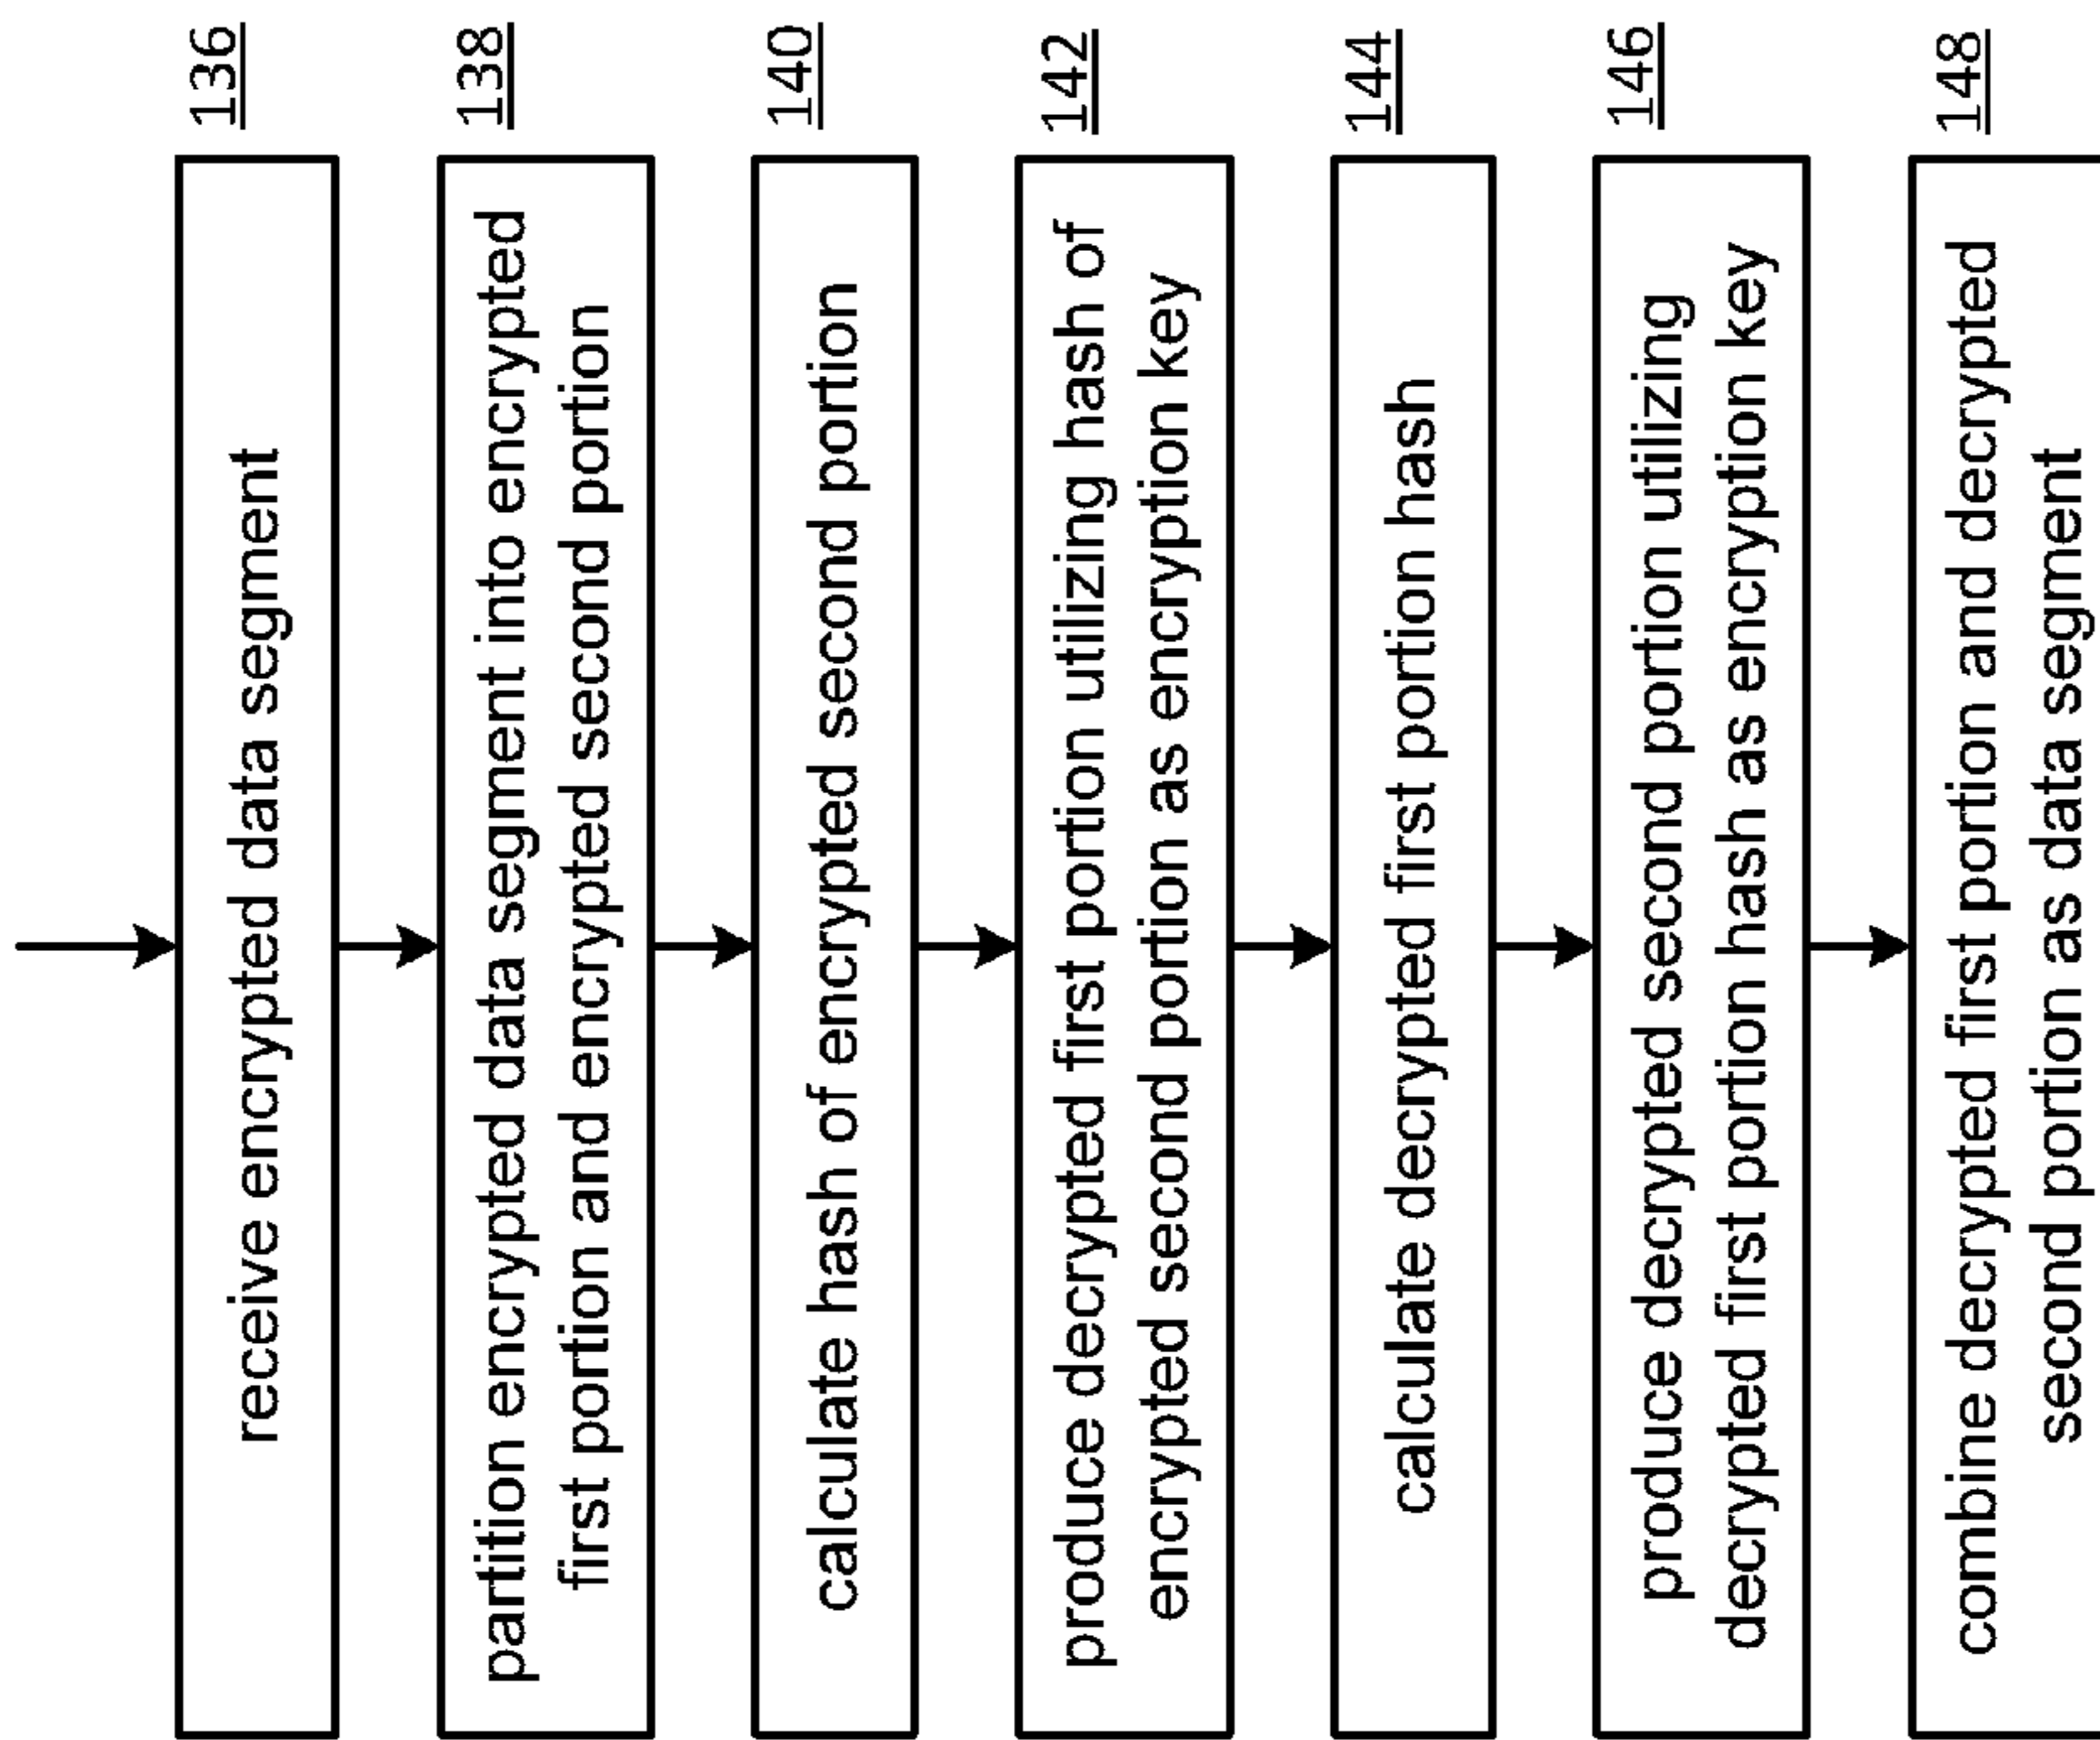 136
receive encrypted data segment
138
partition encrypted data segment into encrypted
first portion and encrypted second portion
140
calculate hash of encrypted second portion
142
produce decrypted first portion utilizing hash of
encrypted second portion as encryption key
144
calculate decrypted first portion hash
146
produce decrypted second portion utilizing
decrypted first portion hash as encryption key
148
combine decrypted first portion and decrypted
second portion as data segment